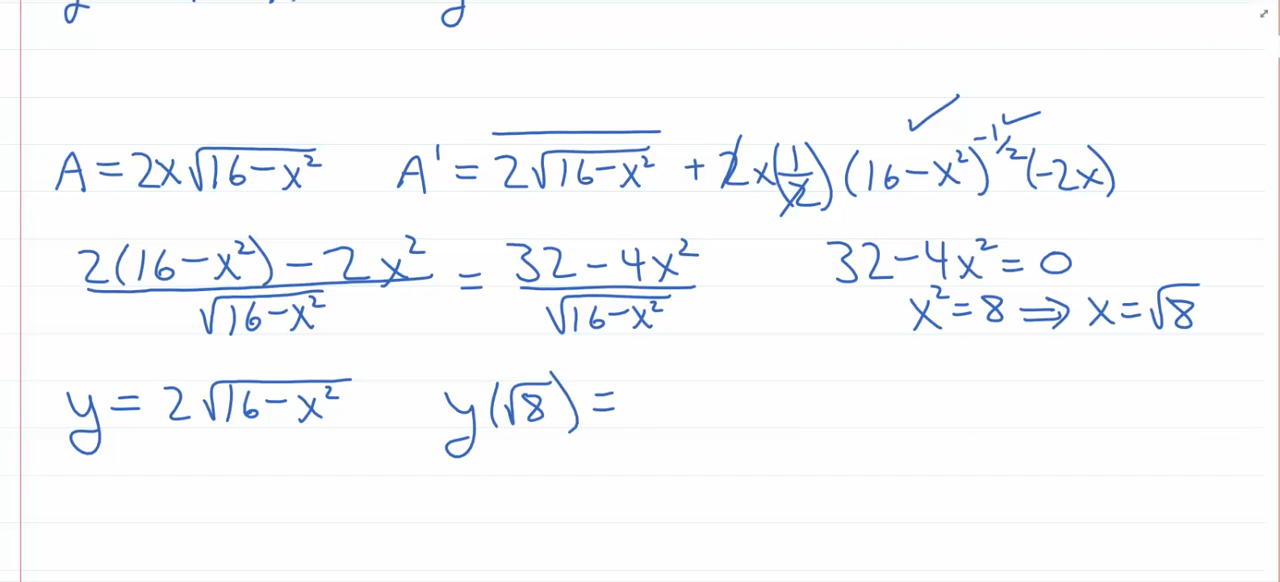 A = 2x√(16-x²)   A' = 2√(16-x²) + 2x(1/2)(16-x²)^(-1/2)(-2x)
(2(16-x²)-2x²)/√(16-x²) = (32-4x²)/√(16-x²)   32-4x²=0
x²=8 ⇒ x=√8
y = 2√(16-x²)   y(√8) =